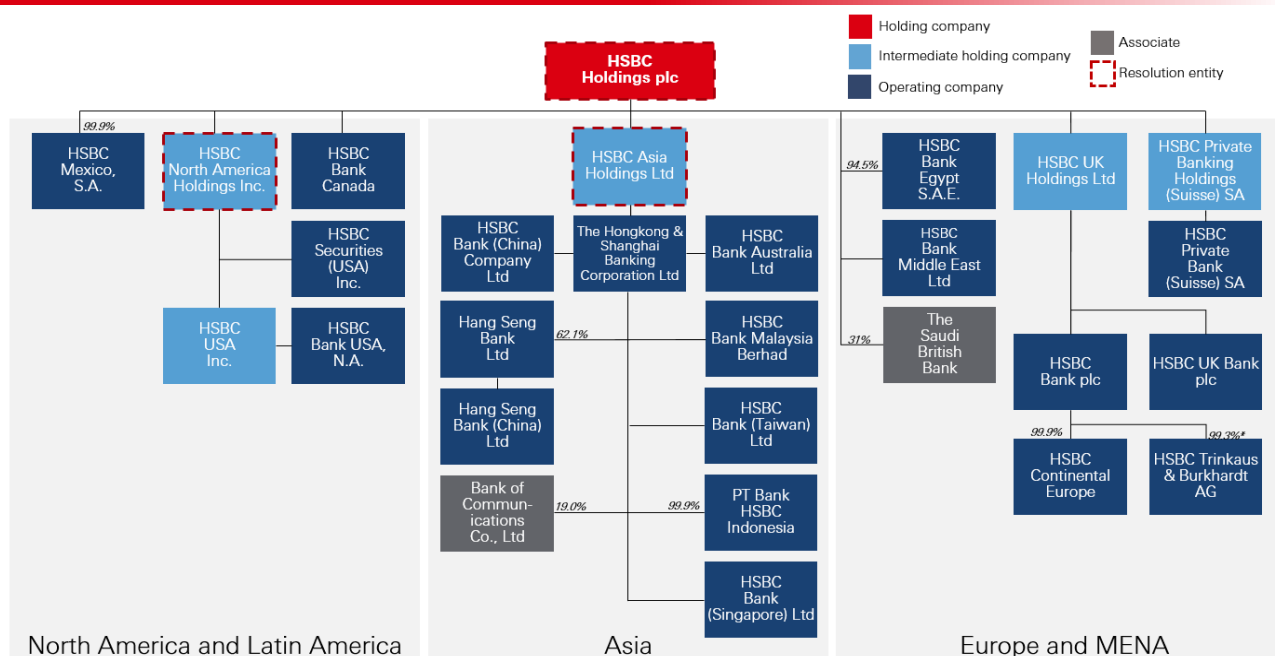 Holding company
Intermediate holding company
Operating company
Associate
Resolution entity
HSBC
Holdings plc
99.9%
HSBC
Mexico,
S.A.
HSBC
North America
Holdings Inc.
HSBC
Bank
Canada
HSBC
Securities
(USA)
Inc.
HSBC
USA
Inc.
HSBC
Bank USA,
N.A.
North America and Latin America
HSBC Asia
Holdings Ltd
HSBC
Bank (China)
Company
Ltd
The Hongkong &
Shanghai
Banking
Corporation Ltd
HSBC
Bank Australia
Ltd
Hang Seng
Bank
Ltd
62.1%
HSBC
Bank Malaysia
Berhad
Hang Seng
Bank (China)
Ltd
HSBC
Bank (Taiwan)
Ltd
Bank of
Commun-
ications
Co., Ltd
19.0%
99.9%
PT Bank
HSBC
Indonesia
HSBC
Bank
(Singapore) Ltd
Asia
94.5%
HSBC
Bank
Egypt
S.A.E.
HSBC UK
Holdings Ltd
HSBC Private
Banking
Holdings
(Suisse) SA
HSBC
Bank
Middle East
Ltd
HSBC
Private
Bank
(Suisse) SA
31%
The
Saudi
British
Bank
HSBC
Bank plc
HSBC UK Bank
plc
99.9%
HSBC
Continental
Europe
99.3%*
HSBC Trinkaus
& Burkhardt
AG
Europe and MENA